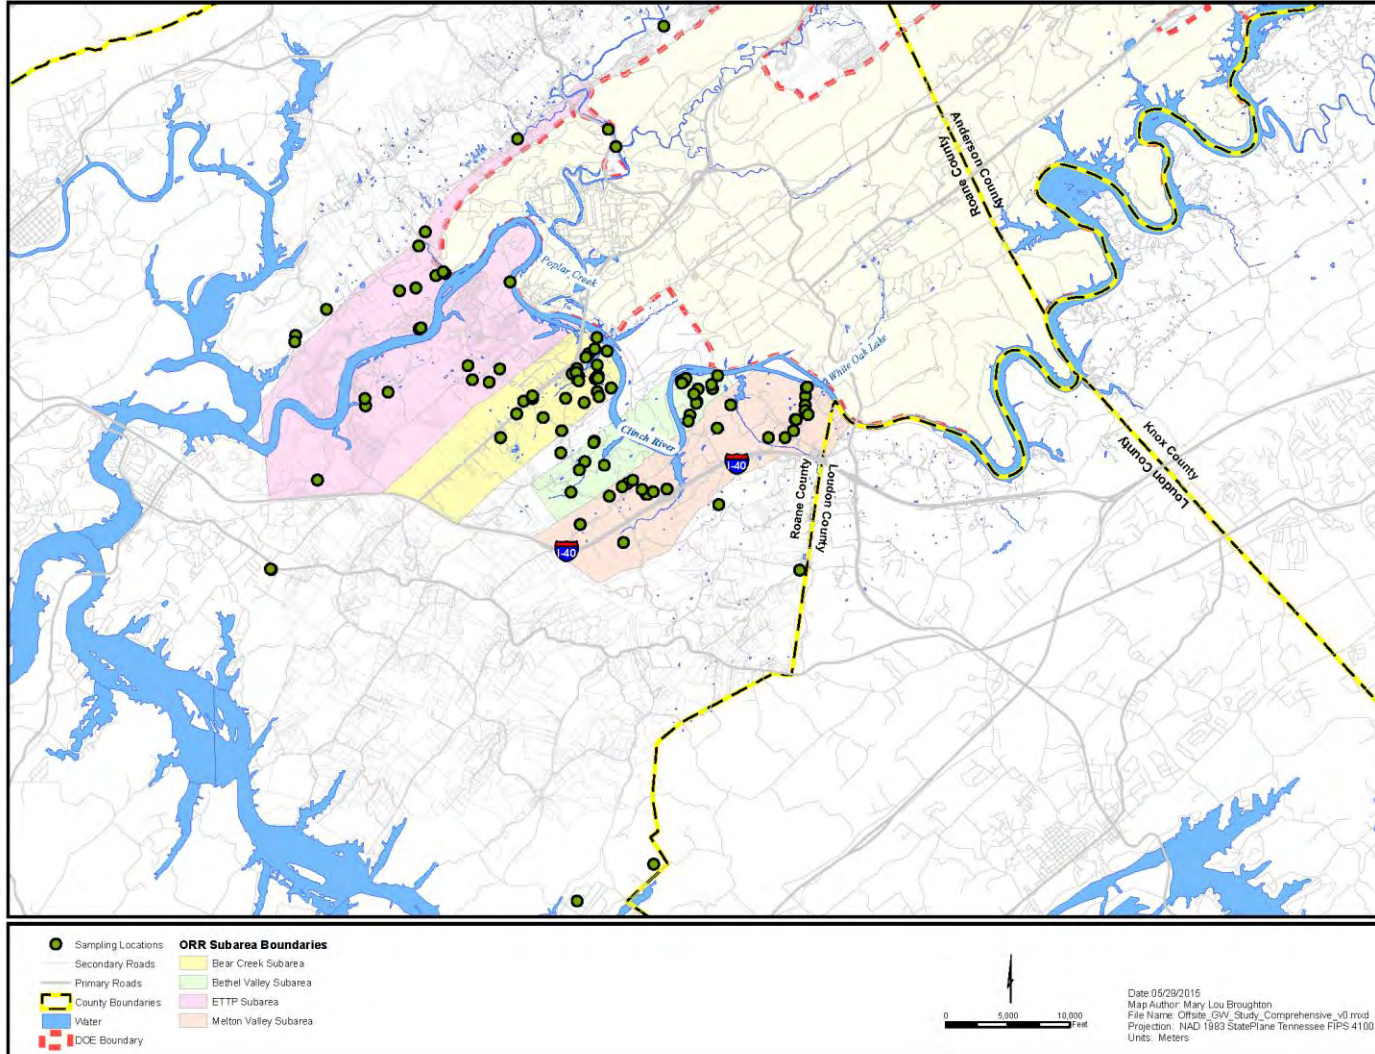 Anderson County
Roane County
Poplar Creek
White Oak Lake
Clinch River
I-40
Roane County
Loudon County
Knox County
Loudon County
I-40
Sampling Locations
Secondary Roads
Primary Roads
County Boundaries
Water
DOE Boundary
ORR Subarea Boundaries
Bear Creek Subarea
Bethel Valley Subarea
ETTP Subarea
Melton Valley Subarea
0 5,000 10,000
Feet
Date:05/29/2015
Map Author: Mary Lou Broughton
File Name: Offsite_GW_Study_Comprehensive_v0.mxd
Projection: NAD 1983 StatePlane Tennessee FIPS 4100
Units: Meters